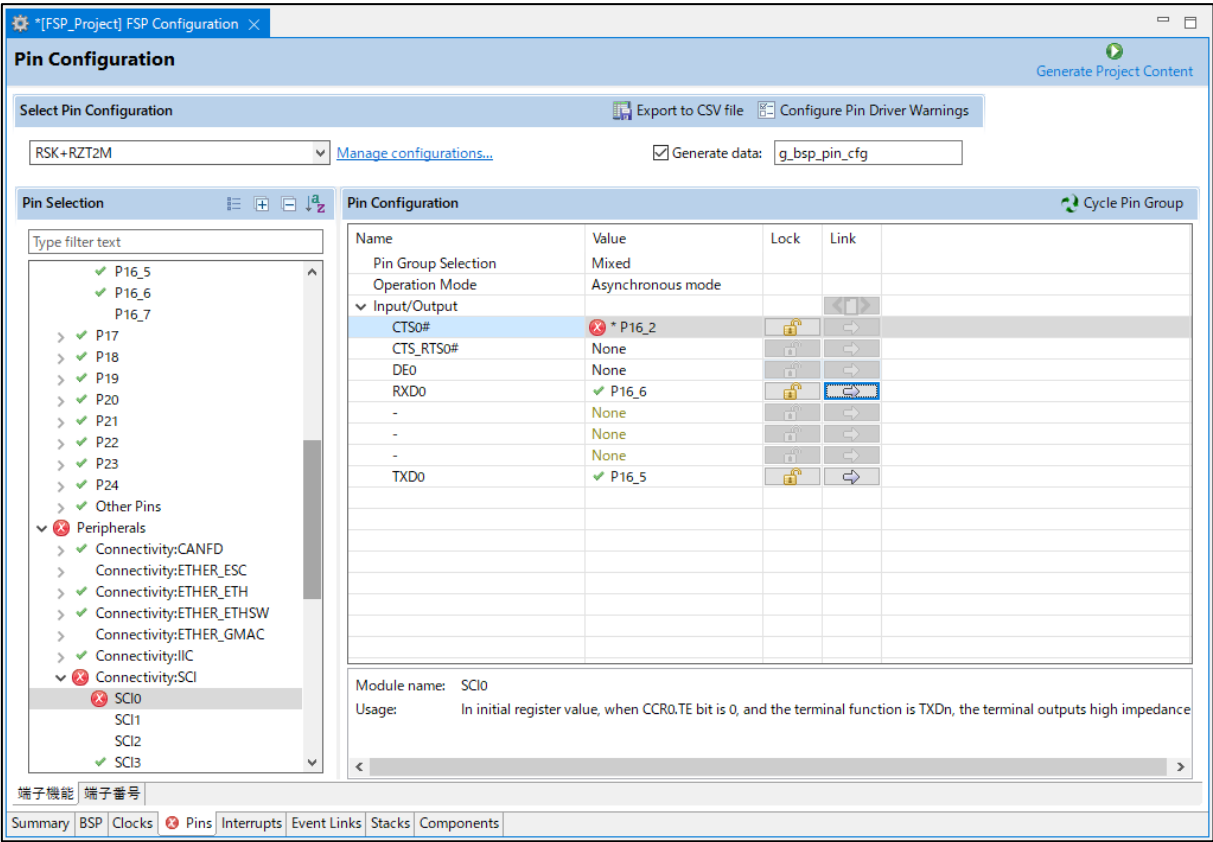 *[FSP_Project] FSP Configuration
Pin Configuration
Generate Project Content
Select Pin Configuration
Export to CSV file
Configure Pin Driver Warnings
RSK+RZT2M
Manage configurations...
Generate data:
g_bsp_pin_cfg
Pin Selection
Type filter text
P16_5
P16_6
P16_7
P17
P18
P19
P20
P21
P22
P23
P24
Other Pins
Peripherals
Connectivity:CANFD
Connectivity:ETHER_ESC
Connectivity:ETHER_ETH
Connectivity:ETHER_ETHSW
Connectivity:ETHER_GMAC
Connectivity:IIC
Connectivity:SCI
SCI0
SCI1
SCI2
SCI3
Pin Configuration
Cycle Pin Group
Name Value Lock Link
Pin Group Selection Mixed
Operation Mode Asynchronous mode
Input/Output
CTS0# * P16_2
CTS_RTS0# None
DE0 None
RXD0 P16_6
- None
- None
- None
TXD0 P16_5
Module name: SCI0
Usage: In initial register value, when CCR0.TE bit is 0, and the terminal function is TXDn, the terminal outputs high impedance
端子機能 端子番号
Summary BSP Clocks Pins Interrupts Event Links Stacks Components